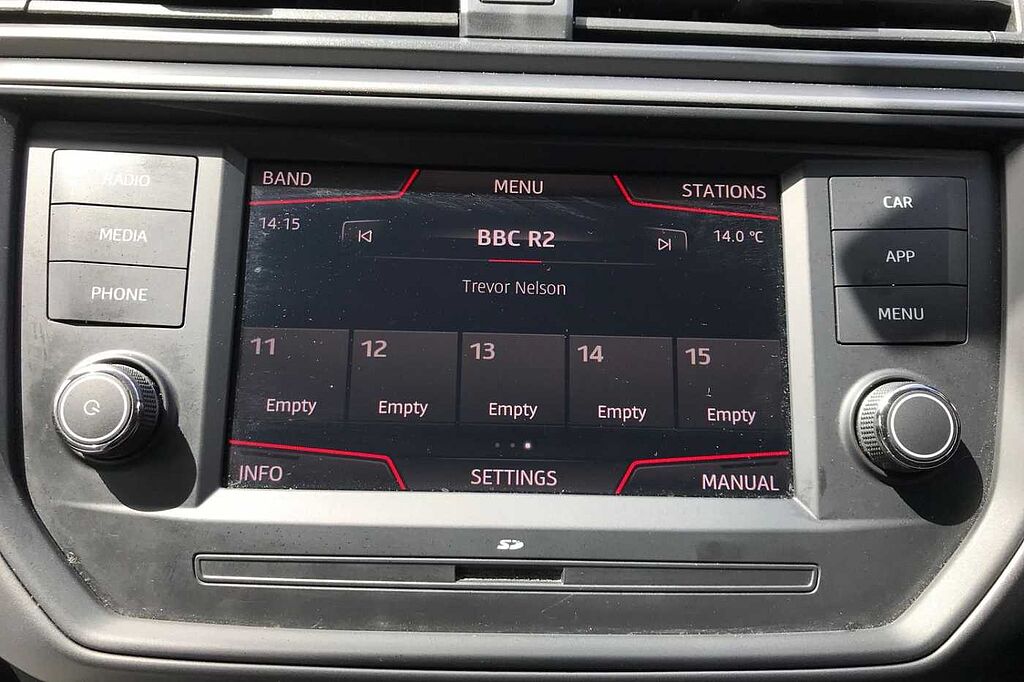 RADIO
MEDIA
PHONE
BAND
MENU
STATIONS
14:15
BBC R2
14.0 °C
Trevor Nelson
11
12
13
14
15
Empty
Empty
Empty
Empty
Empty
INFO
SETTINGS
MANUAL
CAR
APP
MENU
SD